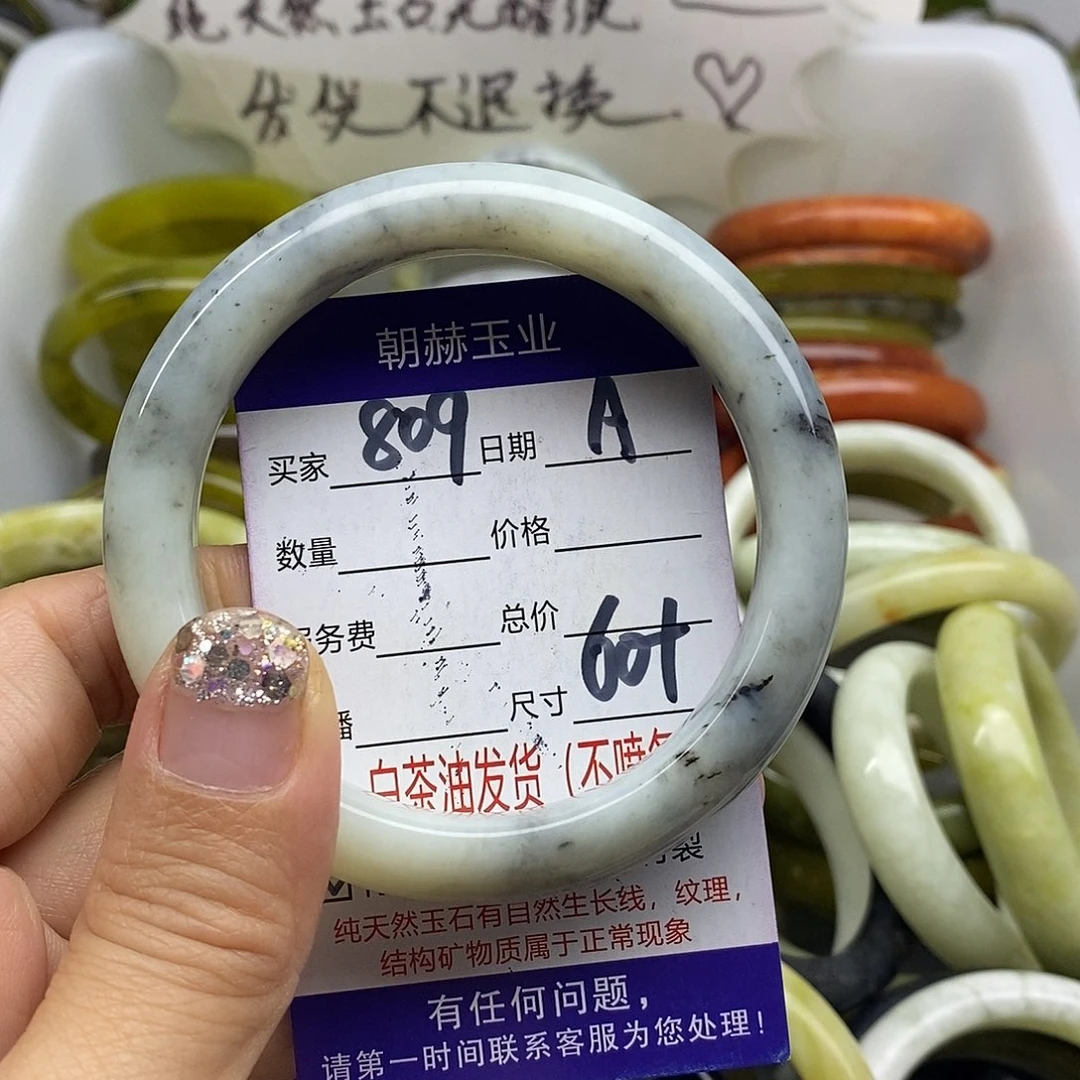 纯天然玉石无酸洗
售货不退换
朝赫玉业
买家 809 日期 A
数量 价格
务费 总价
播 尺寸 60+
白茶油发货（不喷
裂
纯天然玉石有自然生长线，纹理，
结构矿物质属于正常现象
有任何问题，
请第一时间联系客服为您处理！